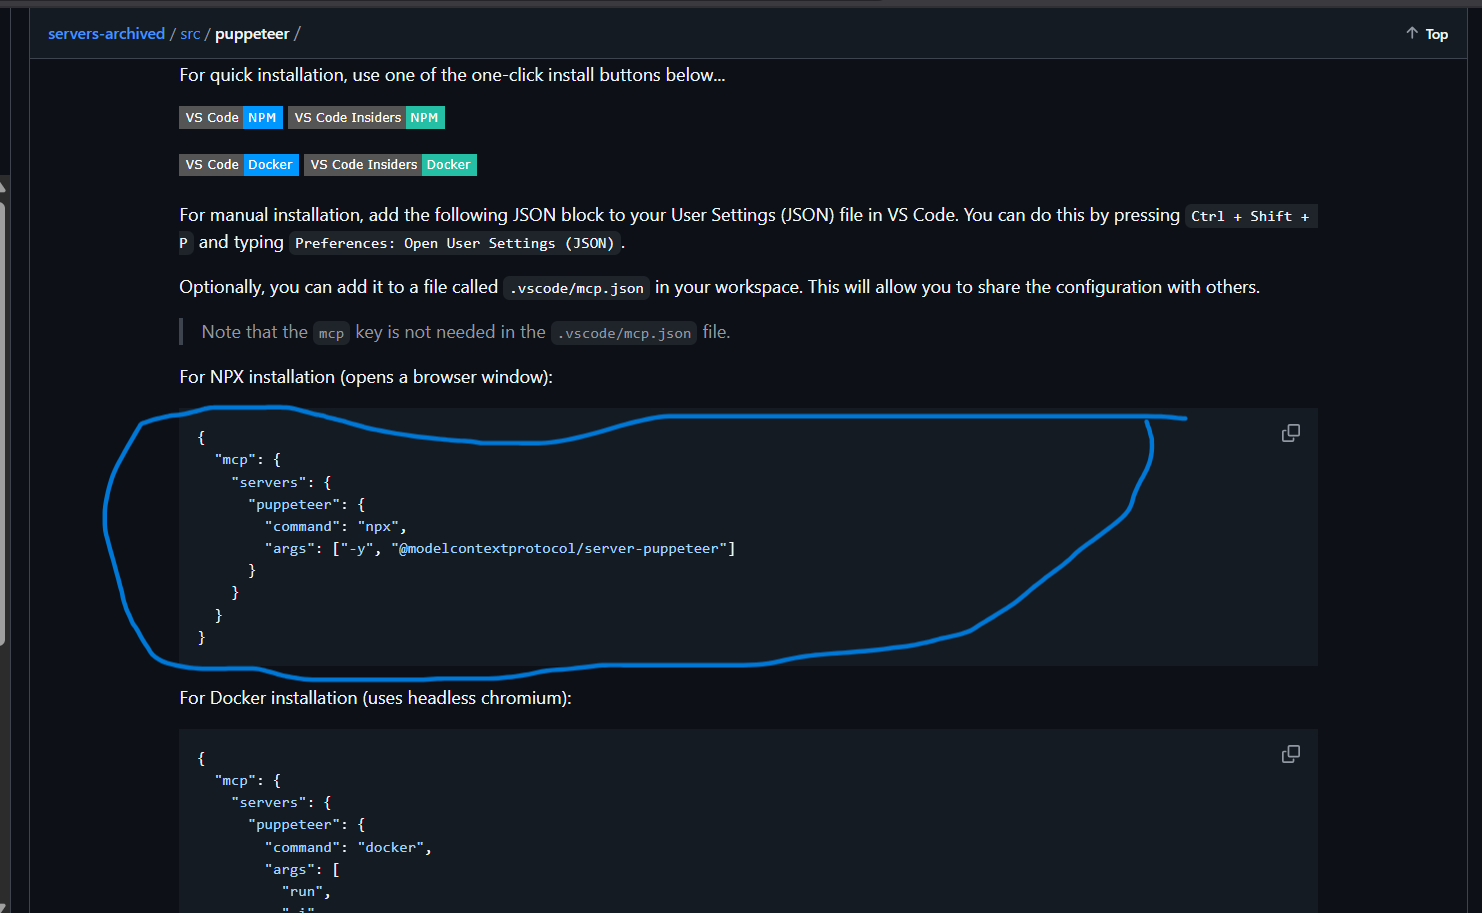 servers-archived / src / puppeteer /
Top
For quick installation, use one of the one-click install buttons below...
VS Code NPM VS Code Insiders NPM
VS Code Docker VS Code Insiders Docker
For manual installation, add the following JSON block to your User Settings (JSON) file in VS Code. You can do this by pressing Ctrl + Shift +
P and typing Preferences: Open User Settings (JSON) .
Optionally, you can add it to a file called .vscode/mcp.json in your workspace. This will allow you to share the configuration with others.
Note that the mcp key is not needed in the .vscode/mcp.json file.
For NPX installation (opens a browser window):
{
"mcp": {
"servers": {
"puppeteer": {
"command": "npx",
"args": ["-y", "@modelcontextprotocol/server-puppeteer"]
}
}
}
}
For Docker installation (uses headless chromium):
{
"mcp": {
"servers": {
"puppeteer": {
"command": "docker",
"args": [
"run",